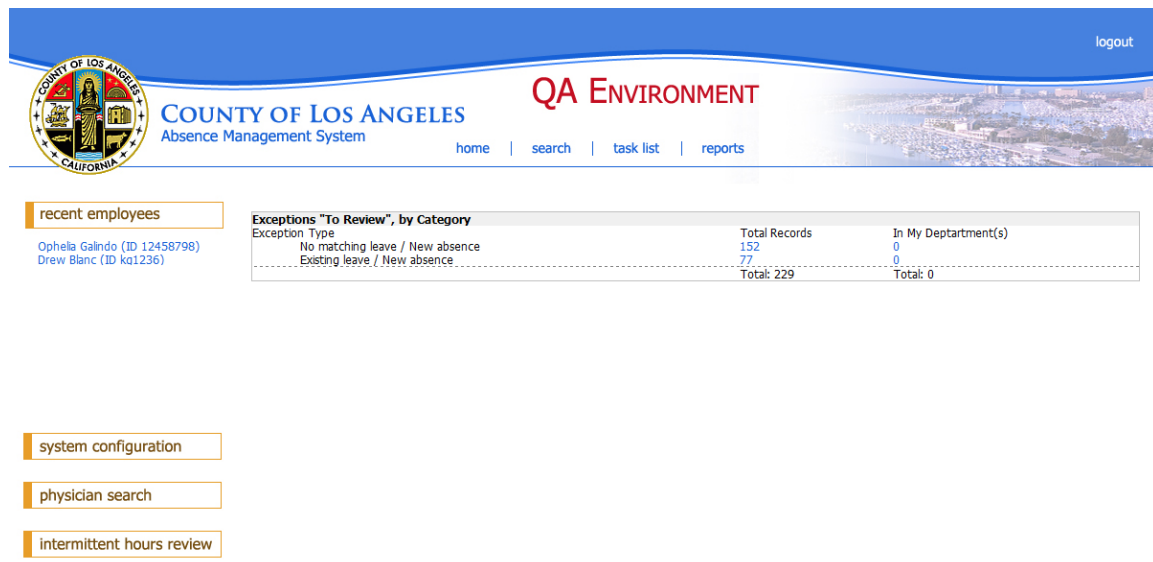 logout
COUNTY OF LOS ANGELES
CALIFORNIA
QA ENVIRONMENT
COUNTY OF LOS ANGELES
Absence Management System
home | search | task list | reports
recent employees
Ophelia Galindo (ID 12458798)
Drew Blanc (ID kg1236)
Exceptions "To Review", by Category
Exception Type Total Records In My Deptartment(s)
No matching leave / New absence 152 0
Existing leave / New absence 77 0
Total: 229 Total: 0
system configuration
physician search
intermittent hours review